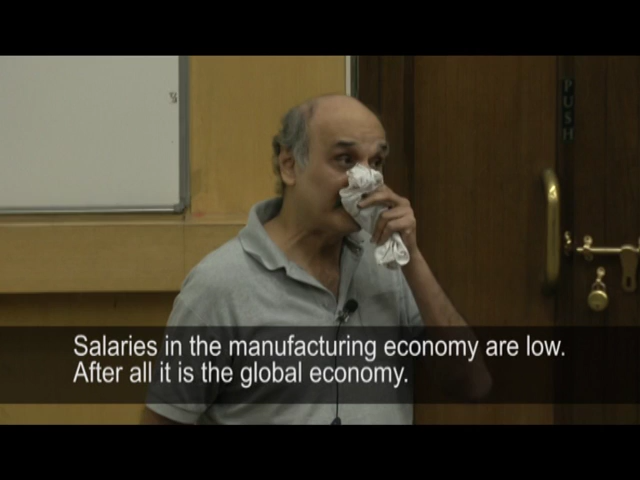 PUSH
Salaries in the manufacturing economy are low.
After all it is the global economy.